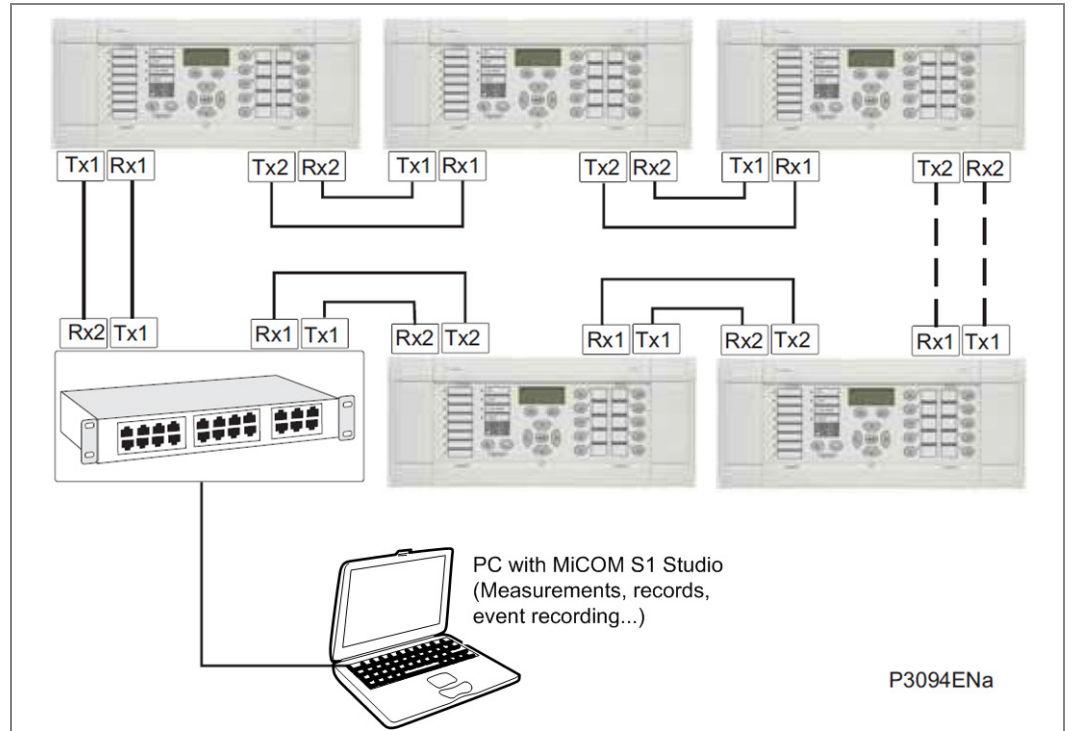 Tx1 Rx1 Tx2 Rx2 Tx1 Rx1 Tx2 Rx2 Tx1 Rx1 Tx2 Rx2
Rx2 Tx1 Rx1 Tx1 Rx2 Tx2 Rx1 Tx1 Rx2 Tx2 Rx1 Tx1
PC with MiCOM S1 Studio
(Measurements, records,
event recording...)
P3094ENa